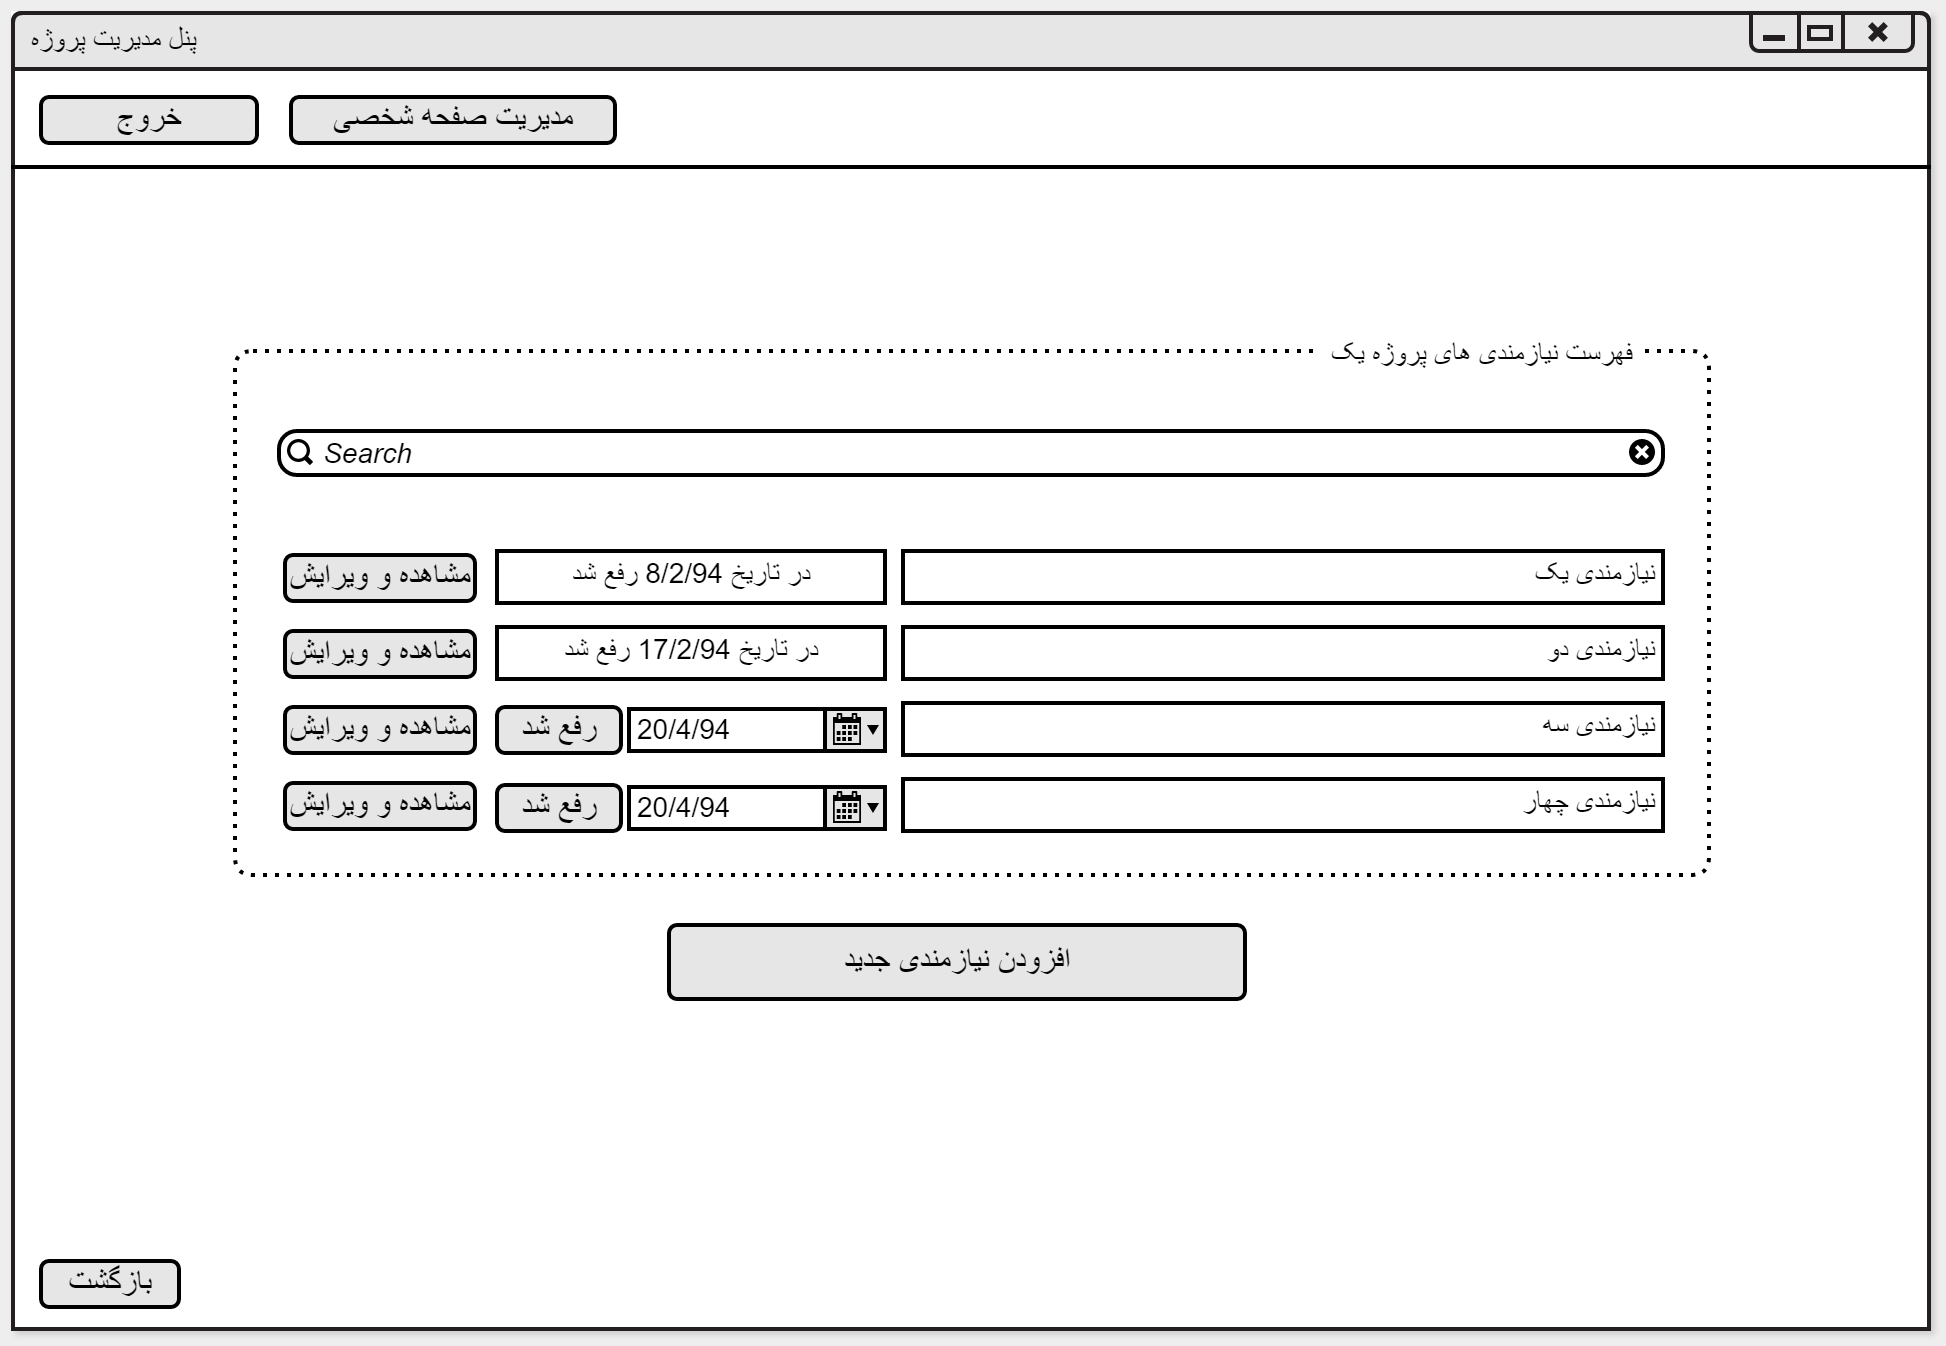 پنل مدیریت پروژه
مدیریت صفحه شخصی
خروج
فهرست نیازمندی های پروژه یک
Search
نیازمندی یک
در تاریخ 8/2/94 رفع شد
مشاهده و ویرایش
نیازمندی دو
در تاریخ 17/2/94 رفع شد
مشاهده و ویرایش
نیازمندی سه
20/4/94
رفع شد
مشاهده و ویرایش
نیازمندی چهار
20/4/94
رفع شد
مشاهده و ویرایش
افزودن نیازمندی جدید
بازگشت